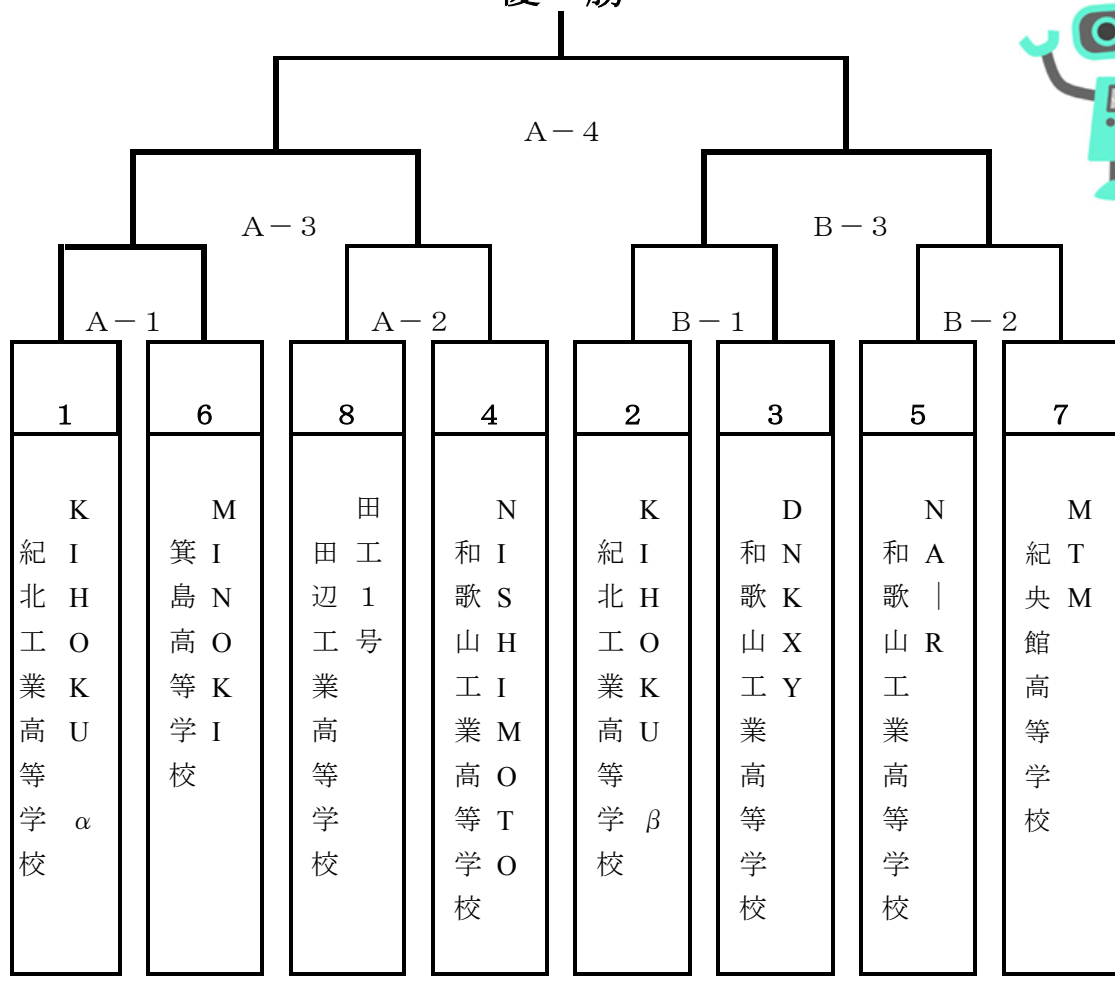 優 勝
A－4
A－3
B－3
A－1
A－2
B－1
B－2
1
6
8
4
2
3
5
7
KIHOKU α
紀北工業高等学校
MINOKI
箕島高等学校
田工1号
田辺工業高等学校
NISHIMOTO
和歌山工業高等学校
KIHOKU β
紀北工業高等学校
DNKXY
和歌山工業高等学校
NA｜R
和歌山工業高等学校
MTM
紀央館高等学校